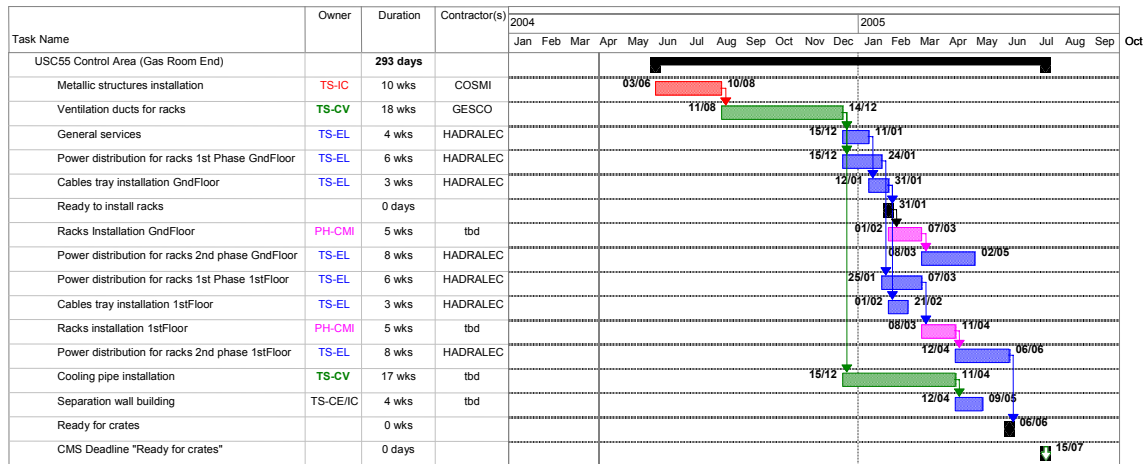 Owner Duration Contractor(s) 2004 2005
Task Name Jan Feb Mar Apr May Jun Jul Aug Sep Oct Nov Dec Jan Feb Mar Apr May Jun Jul Aug Sep Oct
USC55 Control Area (Gas Room End) 293 days
Metallic structures installation TS-IC 10 wks COSMI 03/06 10/08
Ventilation ducts for racks TS-CV 18 wks GESCO 11/08 14/12
General services TS-EL 4 wks HADRALEC 15/12 11/01
Power distribution for racks 1st Phase GndFloor TS-EL 6 wks HADRALEC 15/12 24/01
Cables tray installation GndFloor TS-EL 3 wks HADRALEC 12/01 31/01
Ready to install racks 0 days 31/01
Racks Installation GndFloor PH-CMI 5 wks tbd 01/02 07/03
Power distribution for racks 2nd phase GndFloor TS-EL 8 wks HADRALEC 08/03 02/05
Power distribution for racks 1st Phase 1stFloor TS-EL 6 wks HADRALEC 25/01 07/03
Cables tray installation 1stFloor TS-EL 3 wks HADRALEC 01/02 21/02
Racks installation 1stFloor PH-CMI 5 wks tbd 08/03 11/04
Power distribution for racks 2nd phase 1stFloor TS-EL 8 wks HADRALEC 12/04 06/06
Cooling pipe installation TS-CV 17 wks tbd 15/12 11/04
Separation wall building TS-CE/IC 4 wks tbd 12/04 09/05
Ready for crates 0 wks 06/06
CMS Deadline "Ready for crates" 0 days 15/07